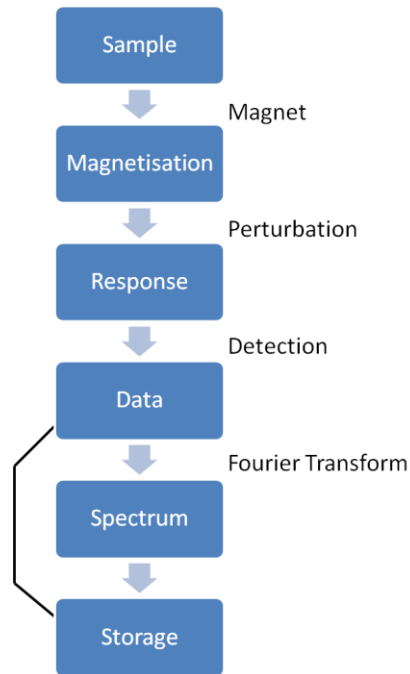 Sample
Magnet
Magnetisation
Perturbation
Response
Detection
Data
Fourier Transform
Spectrum
Storage